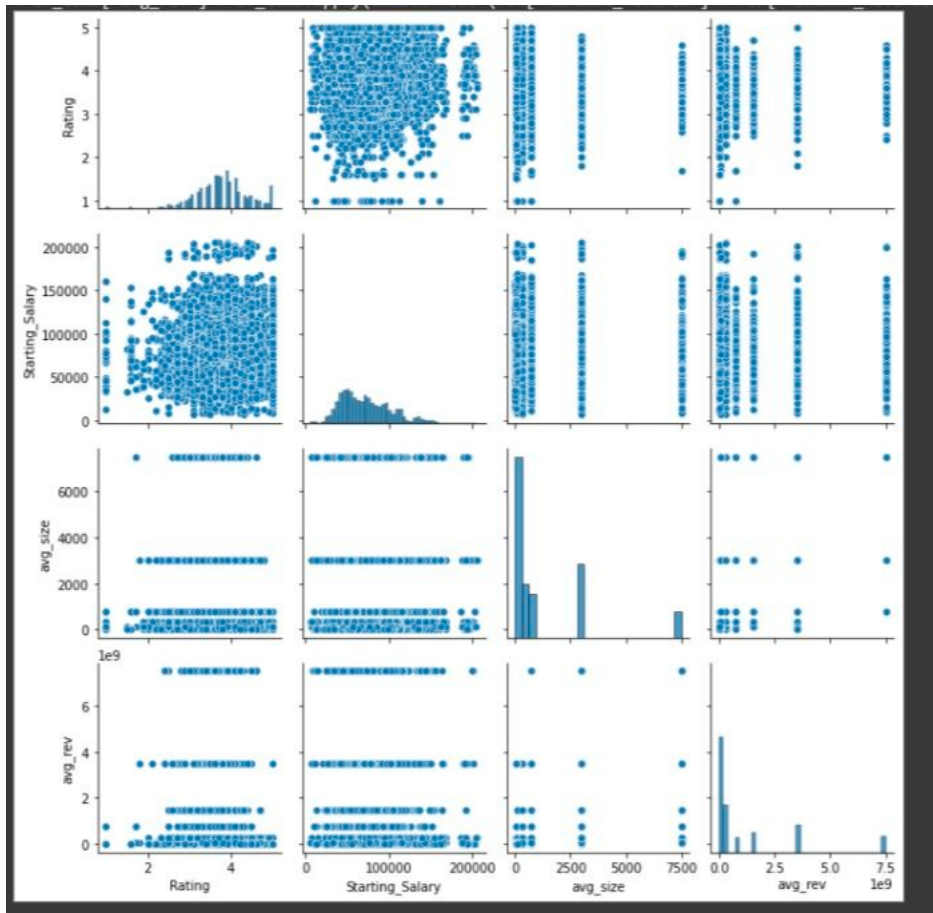 5
4
3
2
1
Rating
200000
150000
100000
50000
0
Starting_Salary
6000
4000
2000
0
avg_size
1e9
6
4
2
0
avg_rev
2 4
Rating
0 100000 200000
Starting_Salary
0 2500 5000 7500
avg_size
0.0 2.5 5.0 7.5
1e9
avg_rev